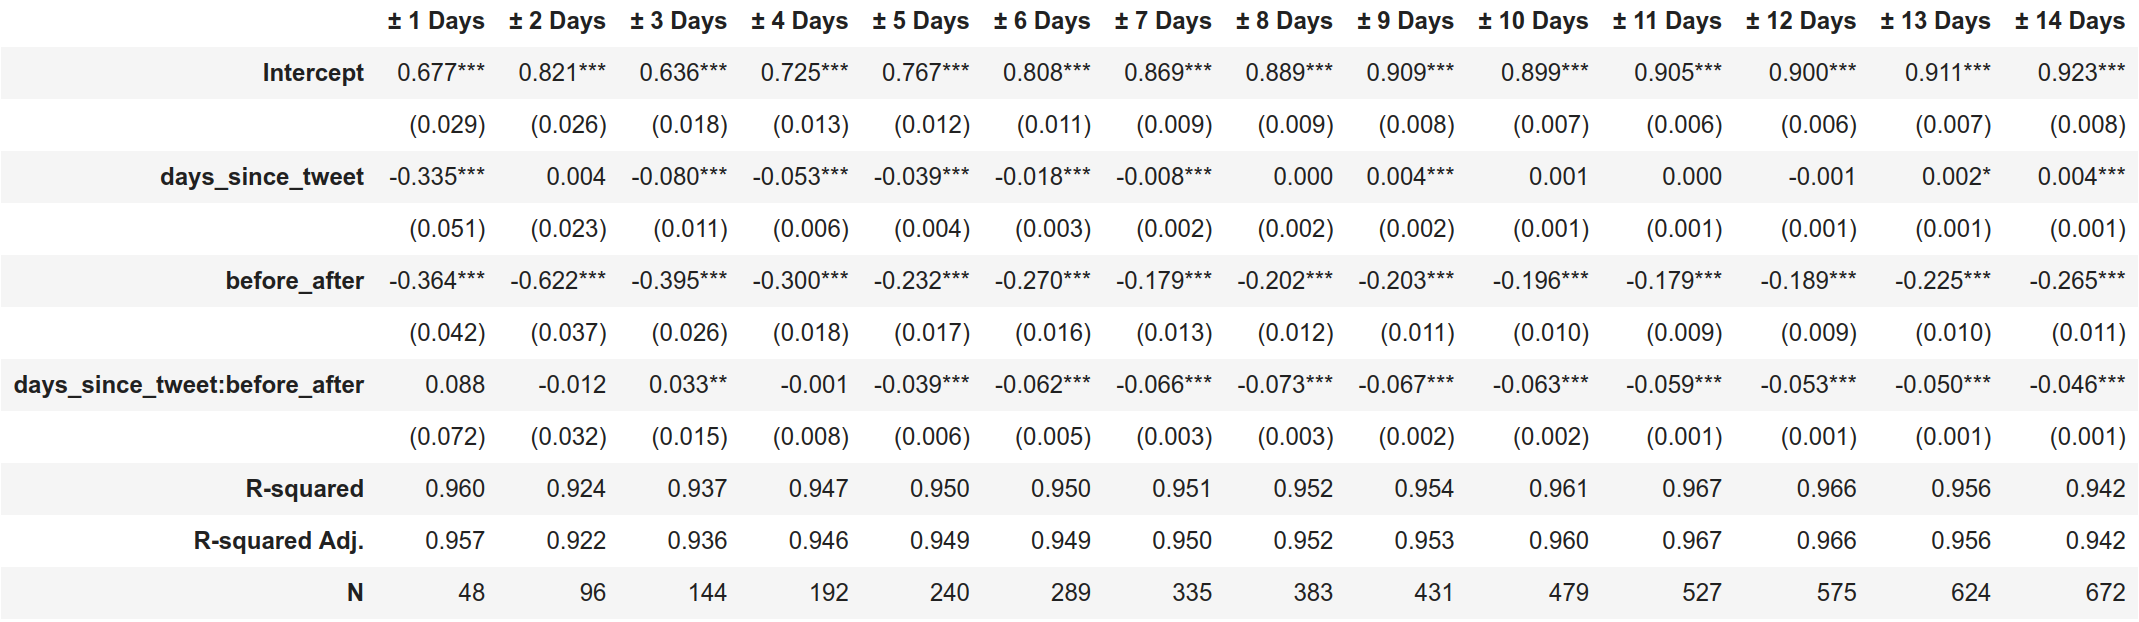 ± 1 Days ± 2 Days ± 3 Days ± 4 Days ± 5 Days ± 6 Days ± 7 Days ± 8 Days ± 9 Days ± 10 Days ± 11 Days ± 12 Days ± 13 Days ± 14 Days
Intercept 0.677*** 0.821*** 0.636*** 0.725*** 0.767*** 0.808*** 0.869*** 0.889*** 0.909*** 0.899*** 0.905*** 0.900*** 0.911*** 0.923***
(0.029) (0.026) (0.018) (0.013) (0.012) (0.011) (0.009) (0.009) (0.008) (0.007) (0.006) (0.006) (0.007) (0.008)
days_since_tweet -0.335*** 0.004 -0.080*** -0.053*** -0.039*** -0.018*** -0.008*** 0.000 0.004*** 0.001 0.000 -0.001 0.002* 0.004***
(0.051) (0.023) (0.011) (0.006) (0.004) (0.003) (0.002) (0.002) (0.002) (0.001) (0.001) (0.001) (0.001) (0.001)
before_after -0.364*** -0.622*** -0.395*** -0.300*** -0.232*** -0.270*** -0.179*** -0.202*** -0.203*** -0.196*** -0.179*** -0.189*** -0.225*** -0.265***
(0.042) (0.037) (0.026) (0.018) (0.017) (0.016) (0.013) (0.012) (0.011) (0.010) (0.009) (0.009) (0.010) (0.011)
days_since_tweet:before_after 0.088 -0.012 0.033** -0.001 -0.039*** -0.062*** -0.066*** -0.073*** -0.067*** -0.063*** -0.059*** -0.053*** -0.050*** -0.046***
(0.072) (0.032) (0.015) (0.008) (0.006) (0.005) (0.003) (0.003) (0.002) (0.002) (0.001) (0.001) (0.001) (0.001)
R-squared 0.960 0.924 0.937 0.947 0.950 0.950 0.951 0.952 0.954 0.961 0.967 0.966 0.956 0.942
R-squared Adj. 0.957 0.922 0.936 0.946 0.949 0.949 0.950 0.952 0.953 0.960 0.967 0.966 0.956 0.942
N 48 96 144 192 240 289 335 383 431 479 527 575 624 672